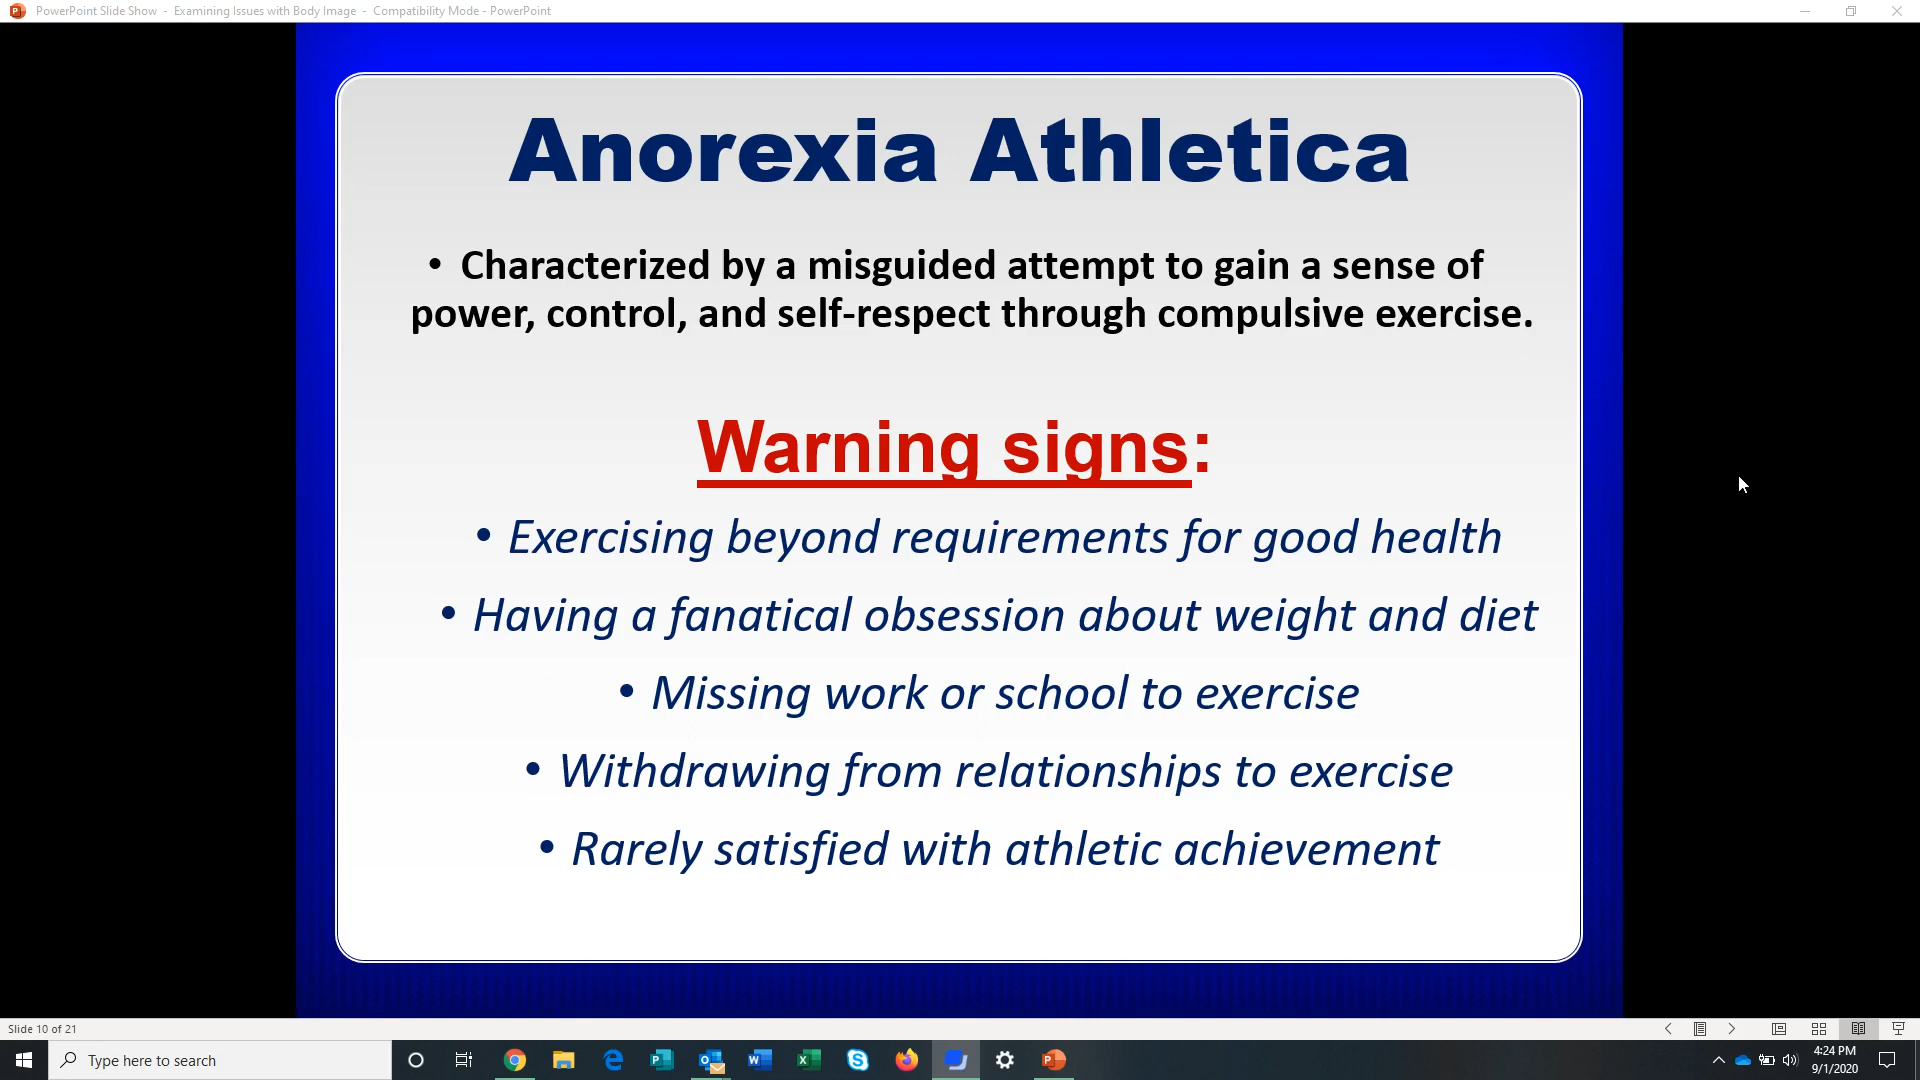 PowerPoint Slide Show - Examining Issues with Body Image - Compatibility Mode - PowerPoint
Anorexia Athletica
• Characterized by a misguided attempt to gain a sense of
power, control, and self-respect through compulsive exercise.
Warning signs:
• Exercising beyond requirements for good health
• Having a fanatical obsession about weight and diet
• Missing work or school to exercise
• Withdrawing from relationships to exercise
• Rarely satisfied with athletic achievement
Slide 10 of 21
Type here to search
4:24 PM
9/1/2020